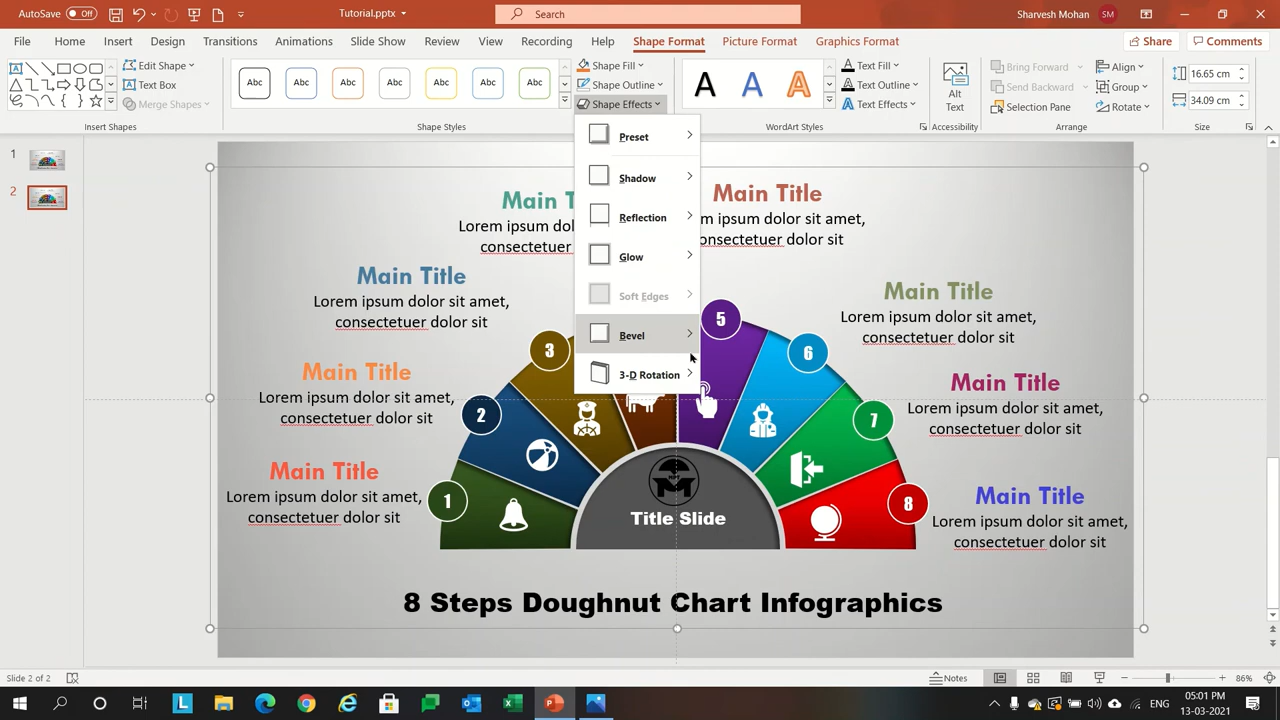 AutoSave Off
Tutorial.pptx
Search
Sharvesh Mohan SM
File Home Insert Design Transitions Animations Slide Show Review View Recording Help Shape Format Picture Format Graphics Format Share Comments
Edit Shape
Text Box
Merge Shapes
Insert Shapes
Abc Abc Abc Abc Abc Abc Abc
Shape Styles
Shape Fill
Shape Outline
Shape Effects
A A A
WordArt Styles
Text Fill
Text Outline
Text Effects
Alt
Text
Accessibility
Bring Forward
Send Backward
Selection Pane
Align
Group
Rotate
Arrange
16.65 cm
34.09 cm
Size
Preset
Shadow
Reflection
Glow
Soft Edges
Bevel
3-D Rotation
1
2
Main T
Lorem ipsum dol
consectetuer
Main Title
m ipsum dolor sit amet,
onsectetuer dolor sit
Main Title
Lorem ipsum dolor sit amet,
consectetuer dolor sit
Main Title
Lorem ipsum dolor sit amet,
consectetuer dolor sit
Main Title
Lorem ipsum dolor sit amet,
consectetuer dolor sit
Main Title
Lorem ipsum dolor sit amet,
consectetuer dolor sit
Main Title
Lorem ipsum dolor sit amet,
consectetuer dolor sit
Main Title
Lorem ipsum dolor sit amet,
consectetuer dolor sit
1
2
3
5
6
7
8
Title Slide
8 Steps Doughnut Chart Infographics
Slide 2 of 2
Notes
86%
ENG
05:01 PM
13-03-2021